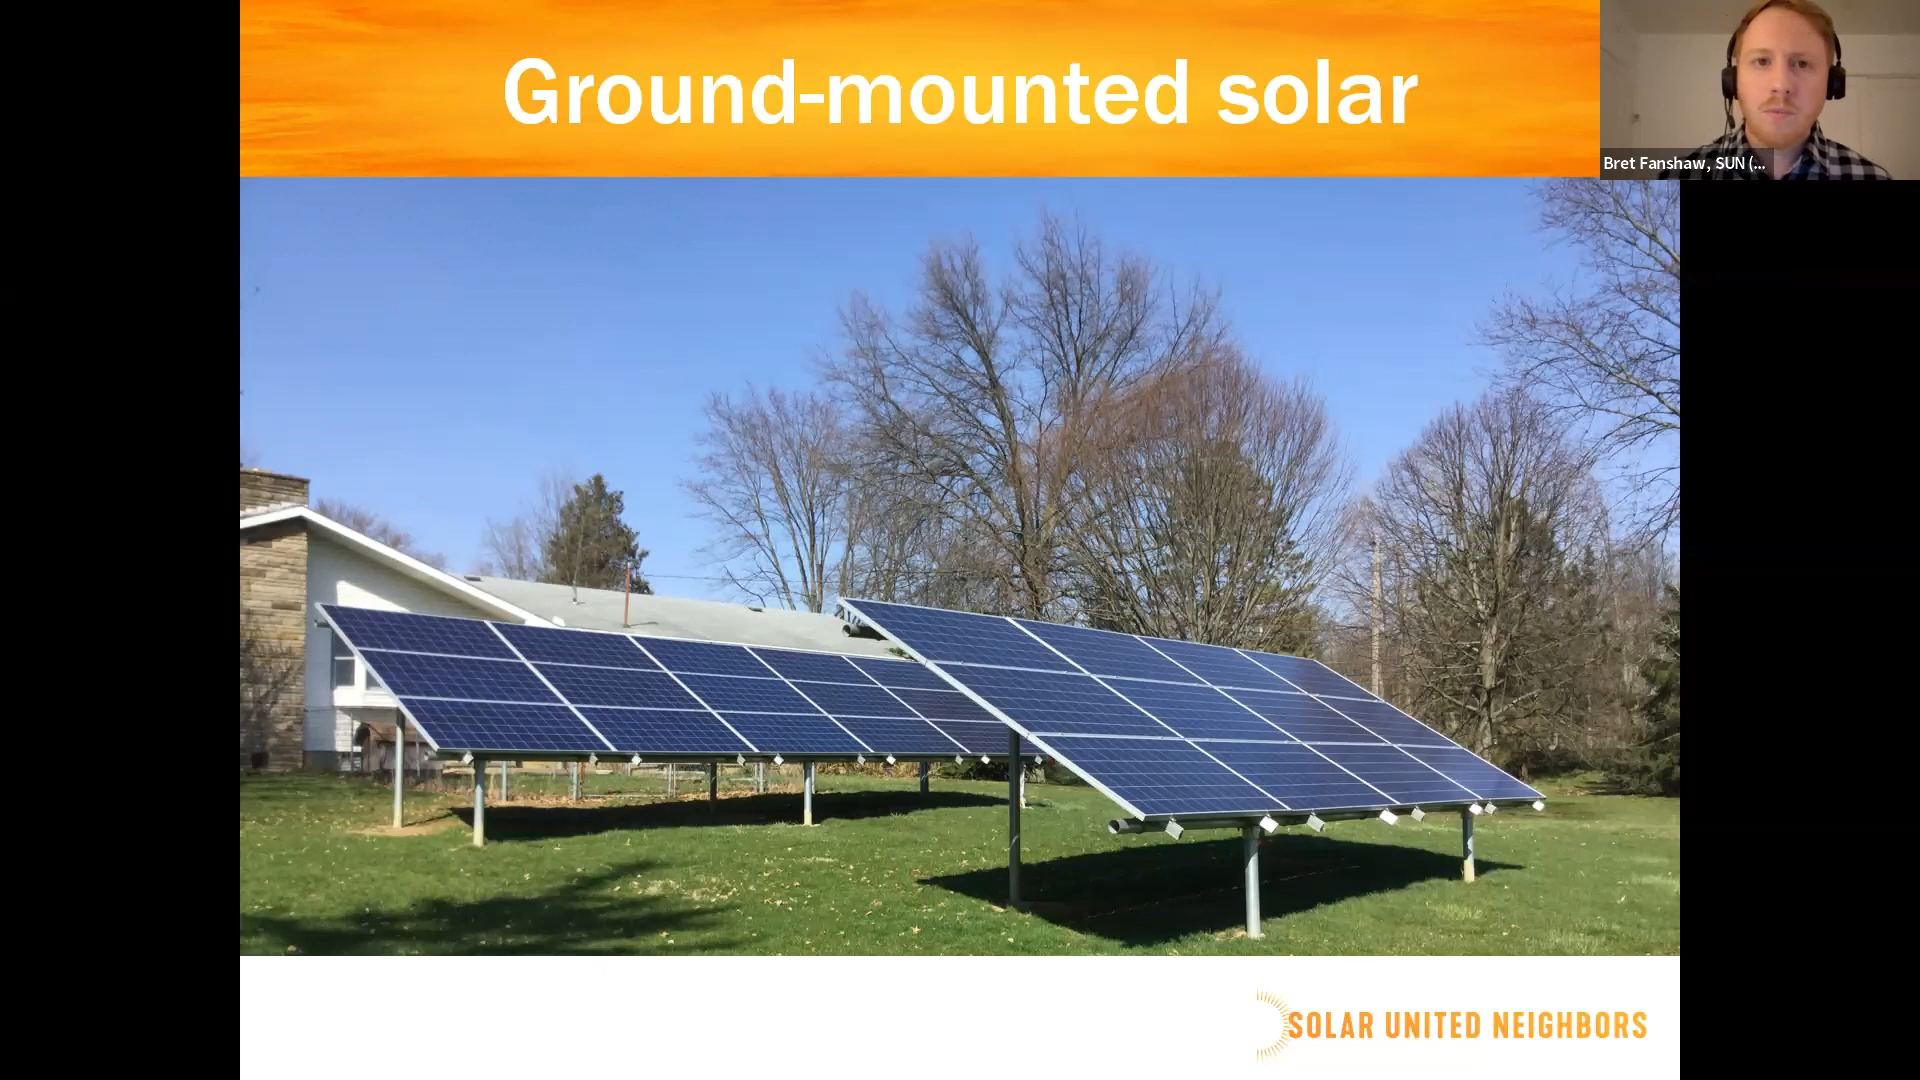 Ground-mounted solar
Bret Fanshaw, SUN (...
SOLAR UNITED NEIGHBORS